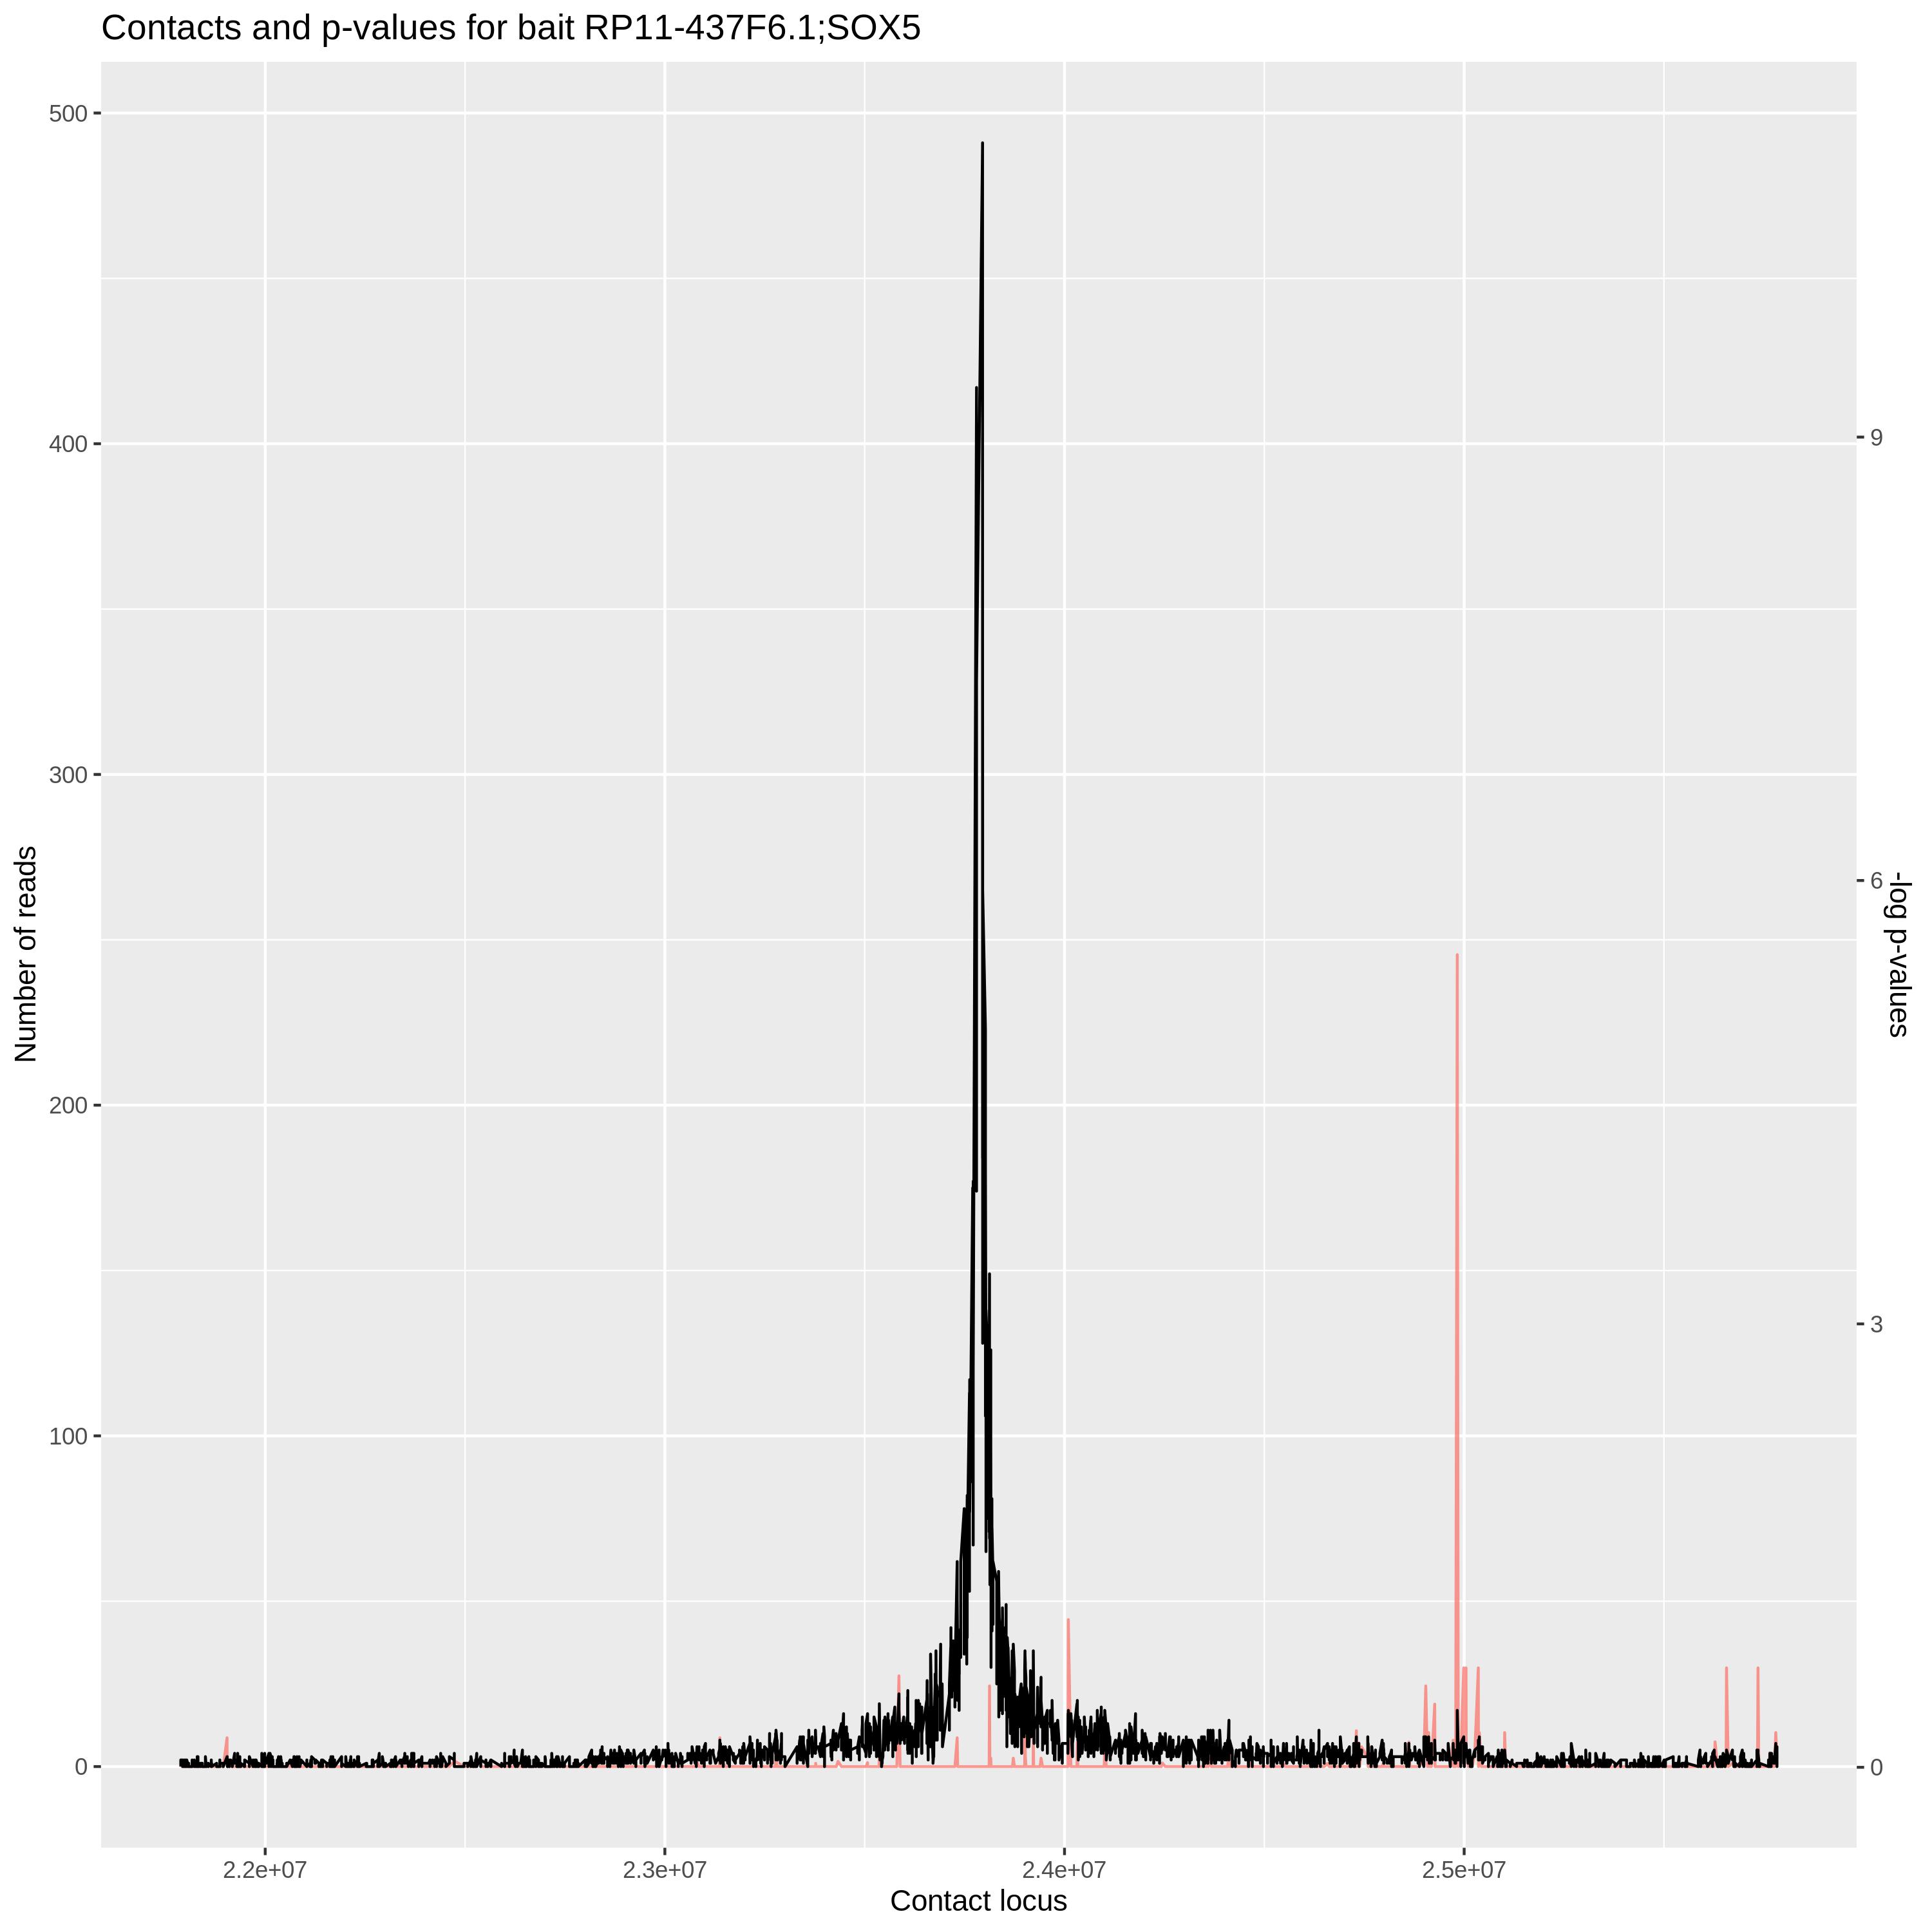 Contacts and p-values for bait RP11-437F6.1;SOX5
500
400
300
200
100
0
Number of reads
9
6
3
0
-log p-values
2.2e+07 2.3e+07 2.4e+07 2.5e+07
Contact locus